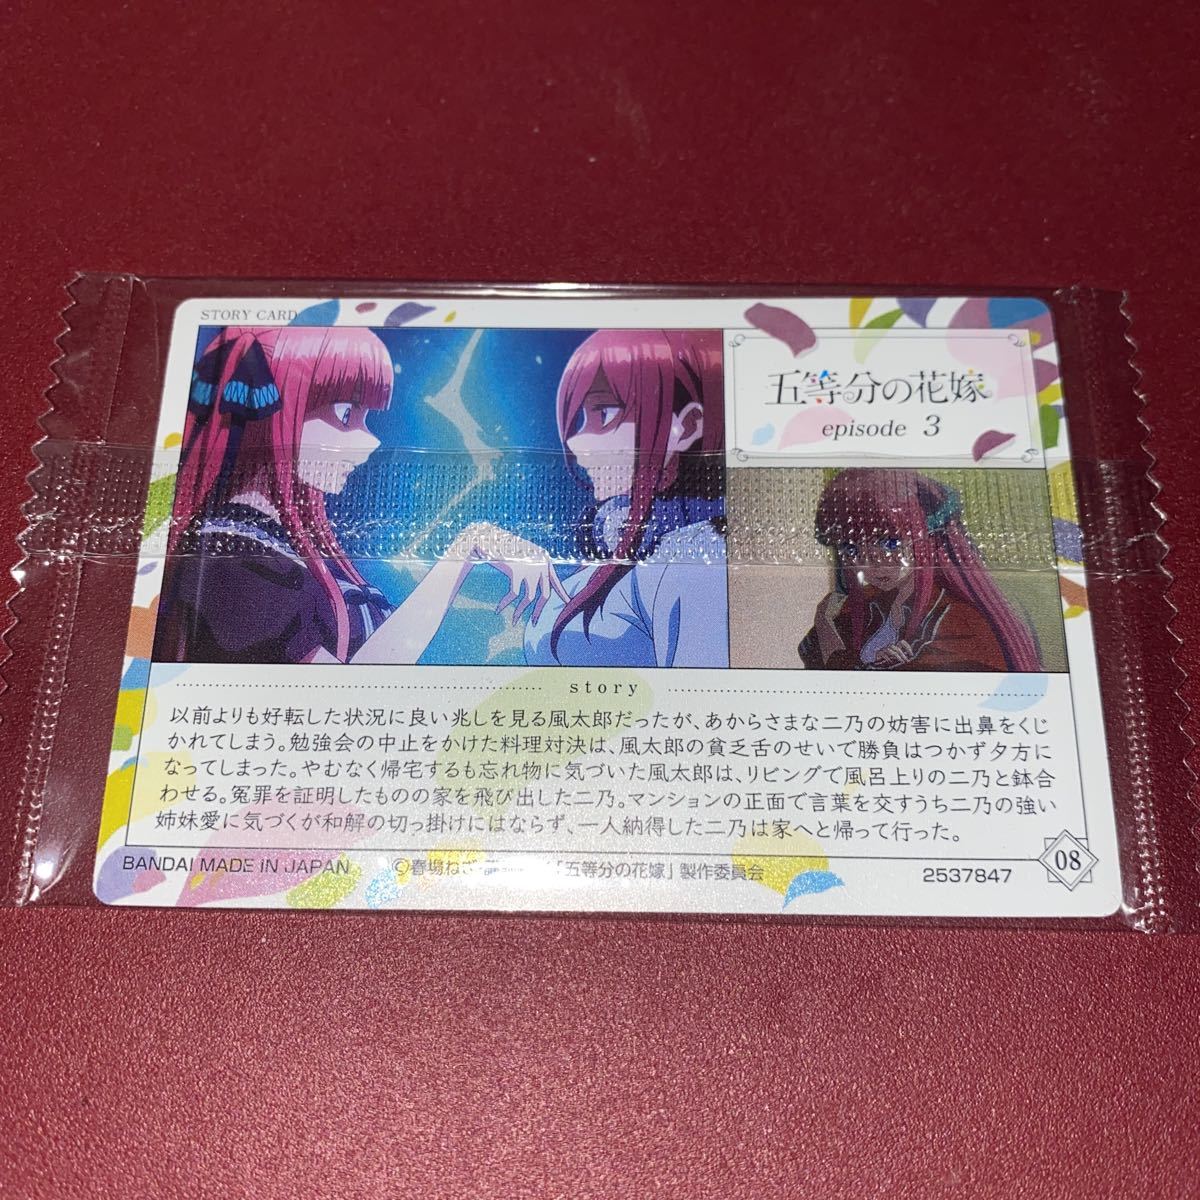 STORY CARD
五等分の花嫁
episode 3
story
以前よりも好転した状況に良い兆しを見る風太郎だったが、あからさまな二乃の妨害に出鼻をくじ
かれてしまう。勉強会の中止をかけた料理対決は、風太郎の貧乏舌のせいで勝負はつかず夕方に
なってしまった。やむなく帰宅するも忘れ物に気づいた風太郎は、リビングで風呂上りの二乃と鉢合
わせる。冤罪を証明したものの家を飛び出した二乃。マンションの正面で言葉を交すうち二乃の強い
姉妹愛に気づくが和解の切っ掛けにはならず、一人納得した二乃は家へと帰って行った。
BANDAI MADE IN JAPAN
©春場ねぎ 「五等分の花嫁」製作委員会
2537847
08